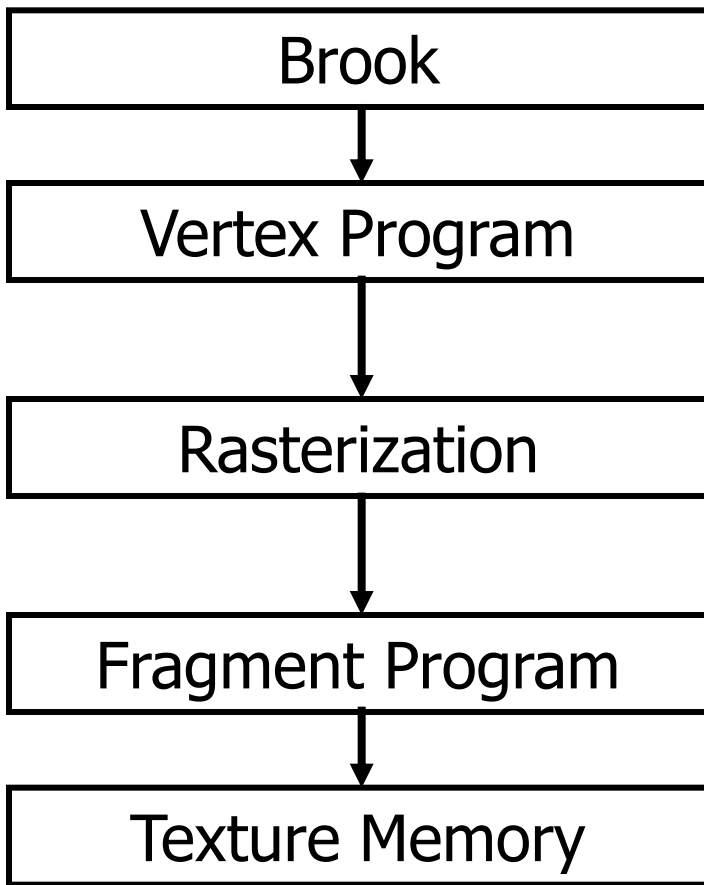 Brook
Vertex Program
Rasterization
Fragment Program
Texture Memory